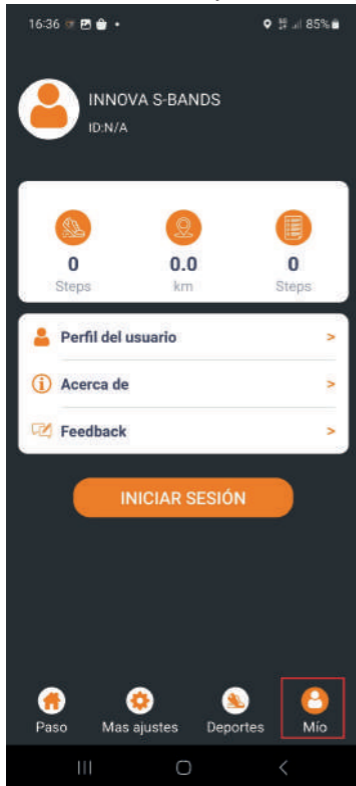 16:36
85%
INNOVA S-BANDS
ID:N/A
0 0.0 0
Steps km Steps
Perfil del usuario >
Acerca de >
Feedback >
INICIAR SESIÓN
Paso Mas ajustes Deportes Mío